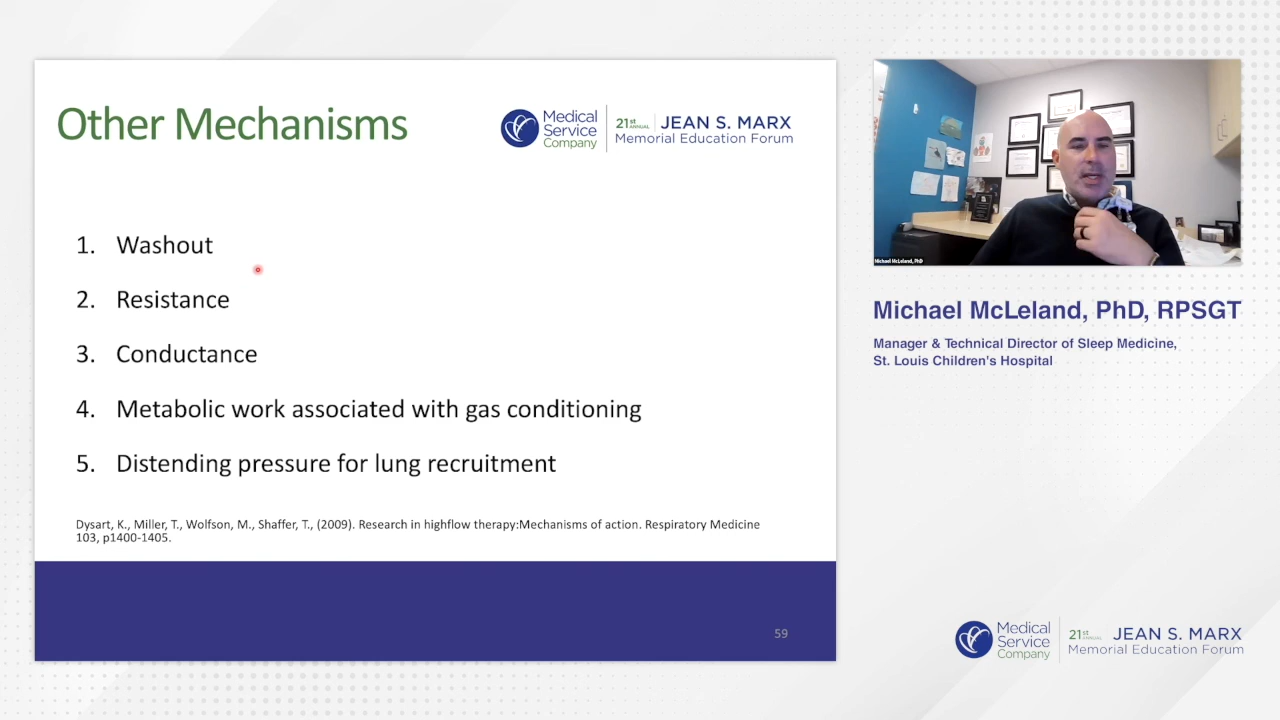 Other Mechanisms
Medical
Service
Company
21st
ANNUAL
JEAN S. MARX
Memorial Education Forum
1. Washout
2. Resistance
3. Conductance
4. Metabolic work associated with gas conditioning
5. Distending pressure for lung recruitment
Dysart, K., Miller, T., Wolfson, M., Shaffer, T., (2009). Research in highflow therapy:Mechanisms of action. Respiratory Medicine
103, p1400-1405.
59
Michael McLeland, PhD
Michael McLeland, PhD, RPSGT
Manager & Technical Director of Sleep Medicine,
St. Louis Children's Hospital
Medical
Service
Company
21st
ANNUAL
JEAN S. MARX
Memorial Education Forum